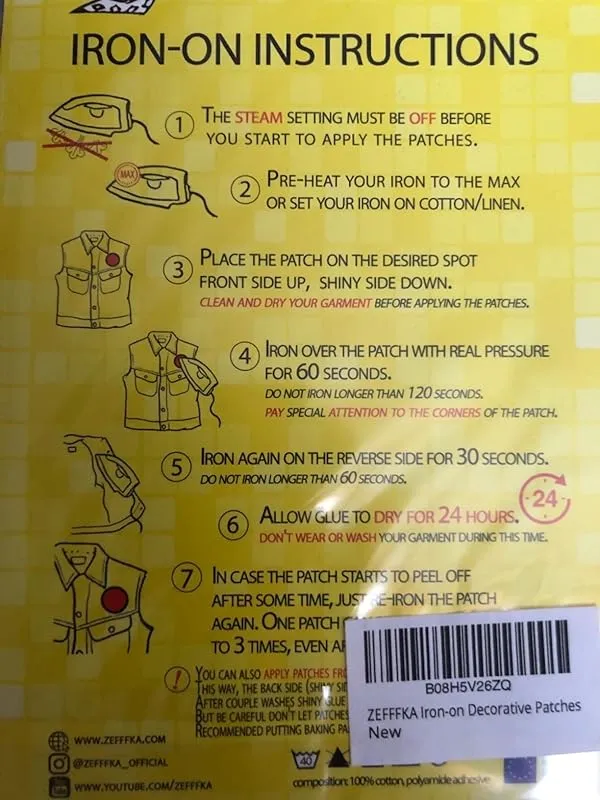 IRON-ON INSTRUCTIONS
1 THE STEAM SETTING MUST BE OFF BEFORE
YOU START TO APPLY THE PATCHES.
MAX
2 PRE-HEAT YOUR IRON TO THE MAX
OR SET YOUR IRON ON COTTON/LINEN.
3 PLACE THE PATCH ON THE DESIRED SPOT
FRONT SIDE UP, SHINY SIDE DOWN.
CLEAN AND DRY YOUR GARMENT BEFORE APPLYING THE PATCHES.
4 IRON OVER THE PATCH WITH REAL PRESSURE
FOR 60 SECONDS.
DO NOT IRON LONGER THAN 120 SECONDS.
PAY SPECIAL ATTENTION TO THE CORNERS OF THE PATCH.
5 IRON AGAIN ON THE REVERSE SIDE FOR 30 SECONDS.
DO NOT IRON LONGER THAN 60 SECONDS.
24
6 ALLOW GLUE TO DRY FOR 24 HOURS.
DON'T WEAR OR WASH YOUR GARMENT DURING THIS TIME.
7 IN CASE THE PATCH STARTS TO PEEL OFF
AFTER SOME TIME, JUST RE-IRON THE PATCH
AGAIN. ONE PATCH
TO 3 TIMES, EVEN
! YOU CAN ALSO APPLY PATCHES
THIS WAY, THE BACK SIDE (SHINY
AFTER COUPLE WASHES SHINY GLUE
BUT BE CAREFUL DON'T LET PATCHES
RECOMMENDED PUTTING BAKING
B08H5V26ZQ
ZEFFFKA Iron-on Decorative Patches
New
WWW.ZEFFFKA.COM
@ZEFFFKA_OFFICIAL
WWW.YOUTUBE.COM/ZEFFFKA
40
composition: 100% cotton, polyamide adhesive